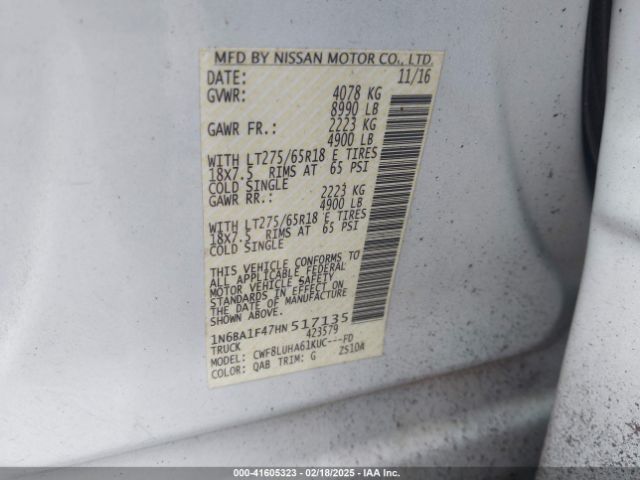 MFD BY NISSAN MOTOR CO., LTD.
DATE: 11/16
GVWR: 4078 KG
8990 LB
GAWR FR.: 2223 KG
4900 LB
WITH LT275/65R18 E TIRES
18X7.5 RIMS AT 65 PSI
COLD SINGLE
GAWR RR.: 2223 KG
4900 LB
WITH LT275/65R18 E TIRES
18X7.5 RIMS AT 65 PSI
COLD SINGLE
THIS VEHICLE CONFORMS TO
ALL APPLICABLE FEDERAL
MOTOR VEHICLE SAFETY
STANDARDS IN EFFECT ON
THE DATE OF MANUFACTURE
SHOWN ABOVE.
1N6BA1F47HN517135
TRUCK 423579
MODEL: CWF8LUHA61KUC---FD
COLOR: QAB TRIM: G ZS10A
000-41605323 - 02/18/2025 - IAA Inc.